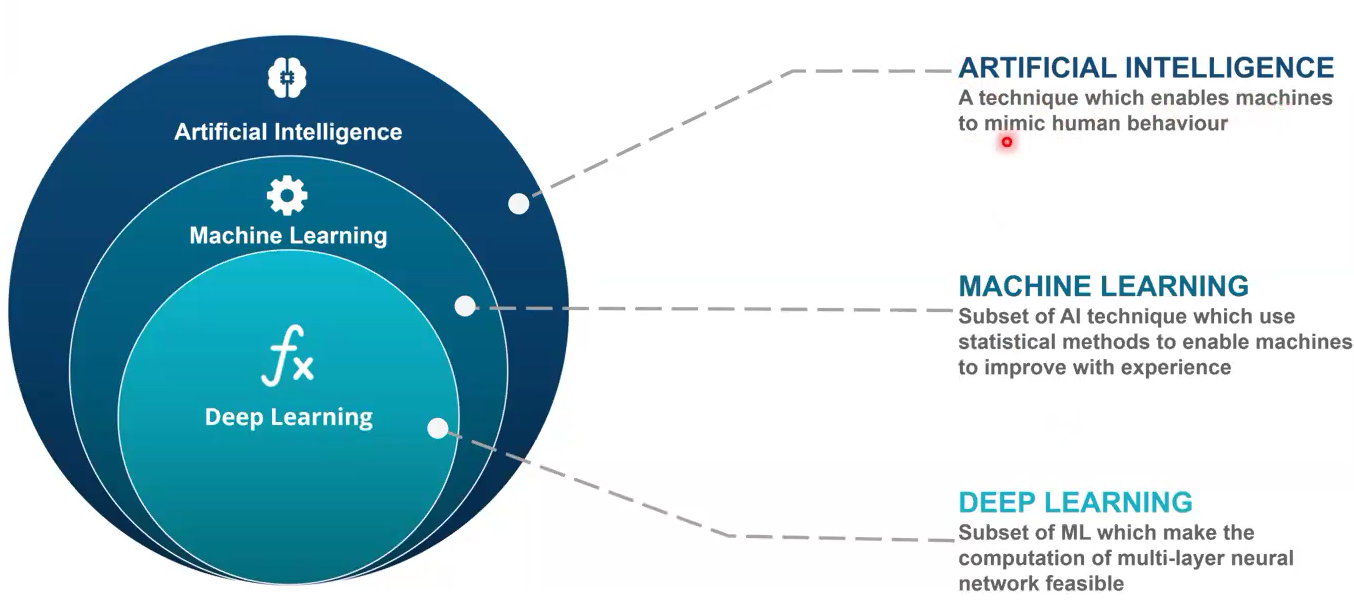 Artificial Intelligence
Machine Learning
fx
Deep Learning
ARTIFICIAL INTELLIGENCE
A technique which enables machines
to mimic human behaviour
MACHINE LEARNING
Subset of AI technique which use
statistical methods to enable machines
to improve with experience
DEEP LEARNING
Subset of ML which make the
computation of multi-layer neural
network feasible